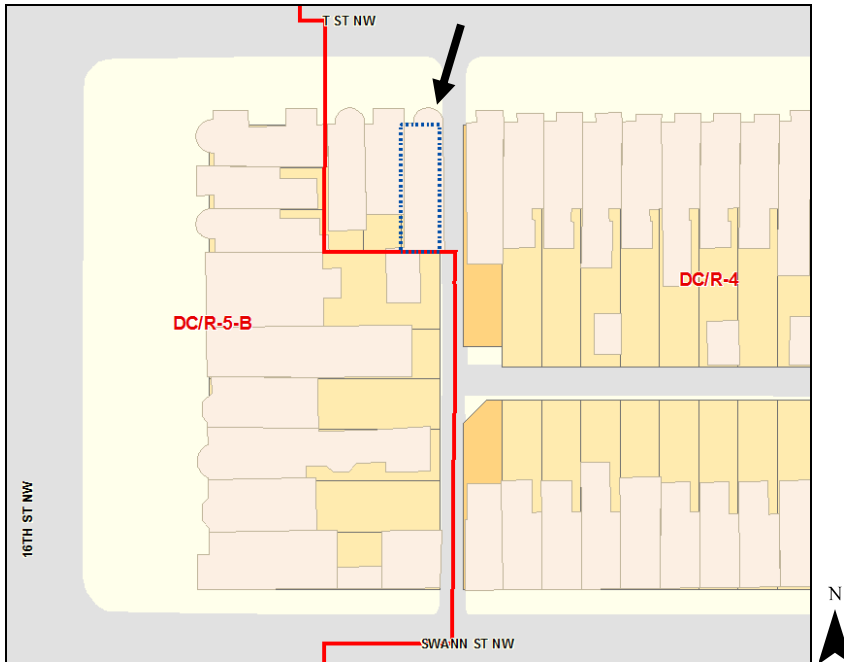 T ST NW
DC/R-4
DC/R-5-B
16TH ST NW
N
SWANN ST NW